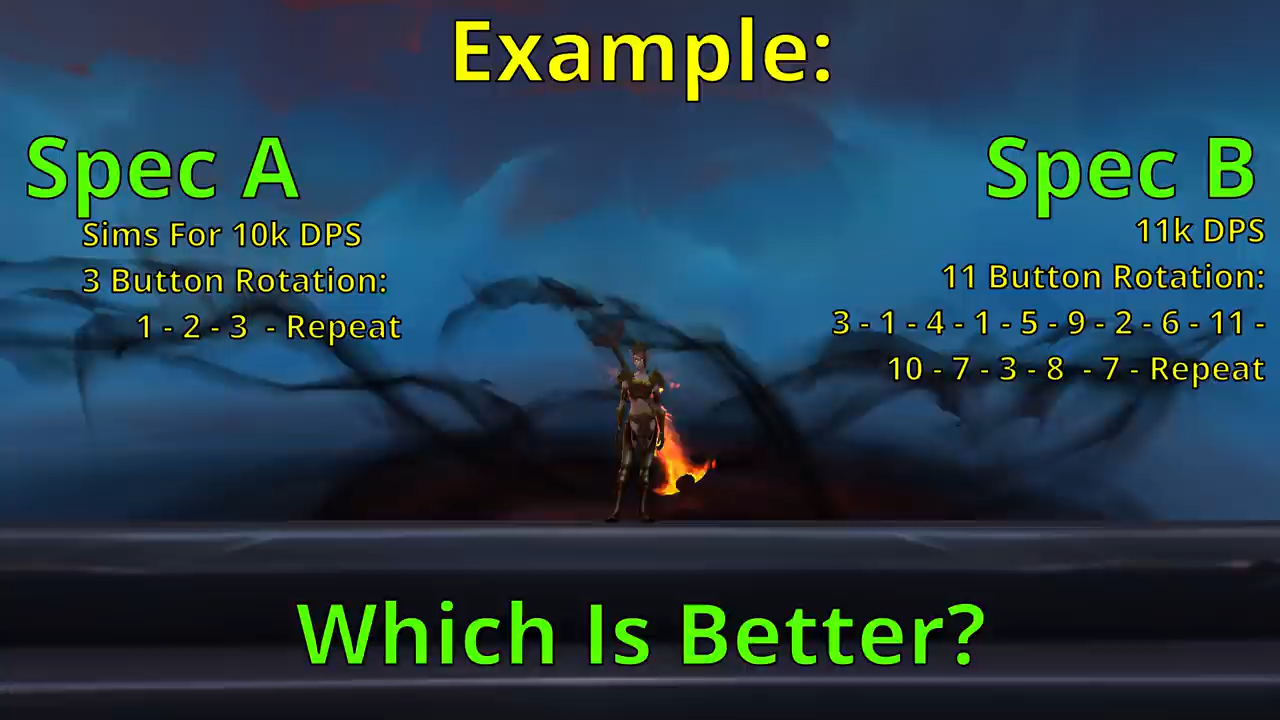 Example:
Spec A
Sims For 10k DPS
3 Button Rotation:
1 - 2 - 3 - Repeat
Spec B
11k DPS
11 Button Rotation:
3 - 1 - 4 - 1 - 5 - 9 - 2 - 6 - 11 -
10 - 7 - 3 - 8 - 7 - Repeat
Which Is Better?